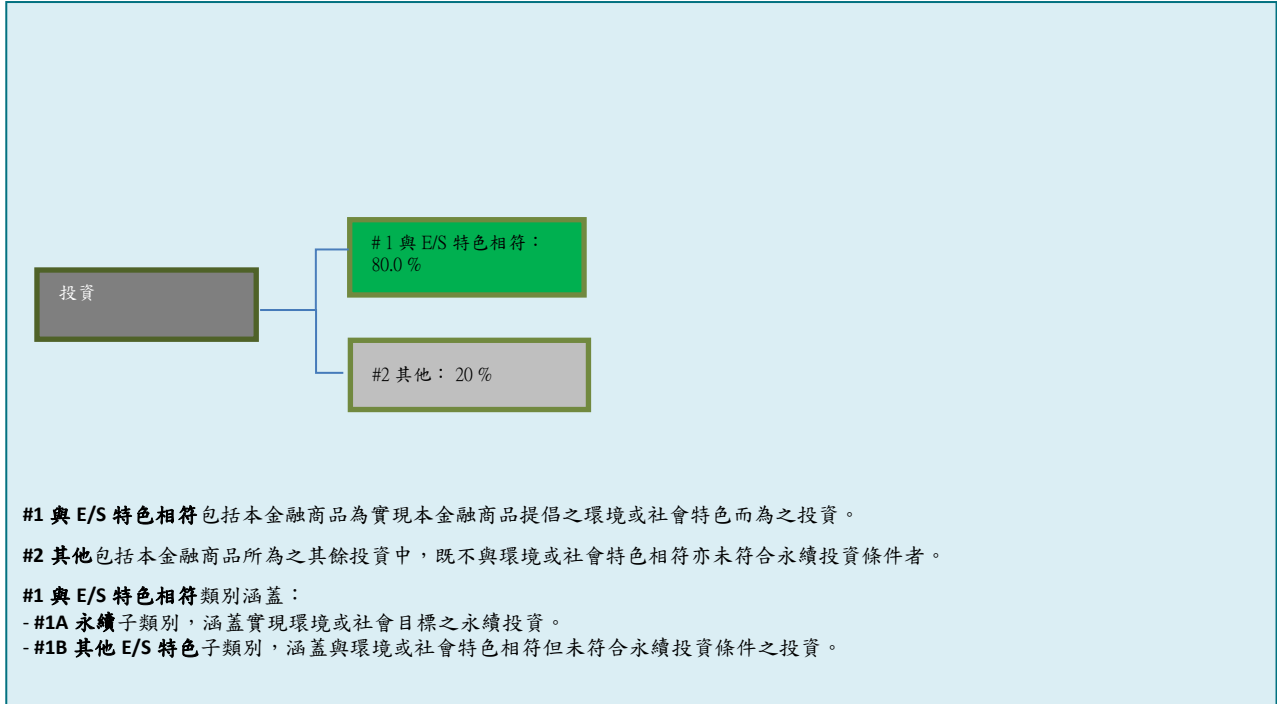 #1 與 E/S 特色相符：
80.0 %
投資
#2 其他： 20 %
#1 與 E/S 特色相符包括本金融商品為實現本金融商品提倡之環境或社會特色而為之投資。
#2 其他包括本金融商品所為之其餘投資中，既不與環境或社會特色相符亦未符合永續投資條件者。
#1 與 E/S 特色相符類別涵蓋：
- #1A 永續子類別，涵蓋實現環境或社會目標之永續投資。
- #1B 其他 E/S 特色子類別，涵蓋與環境或社會特色相符但未符合永續投資條件之投資。